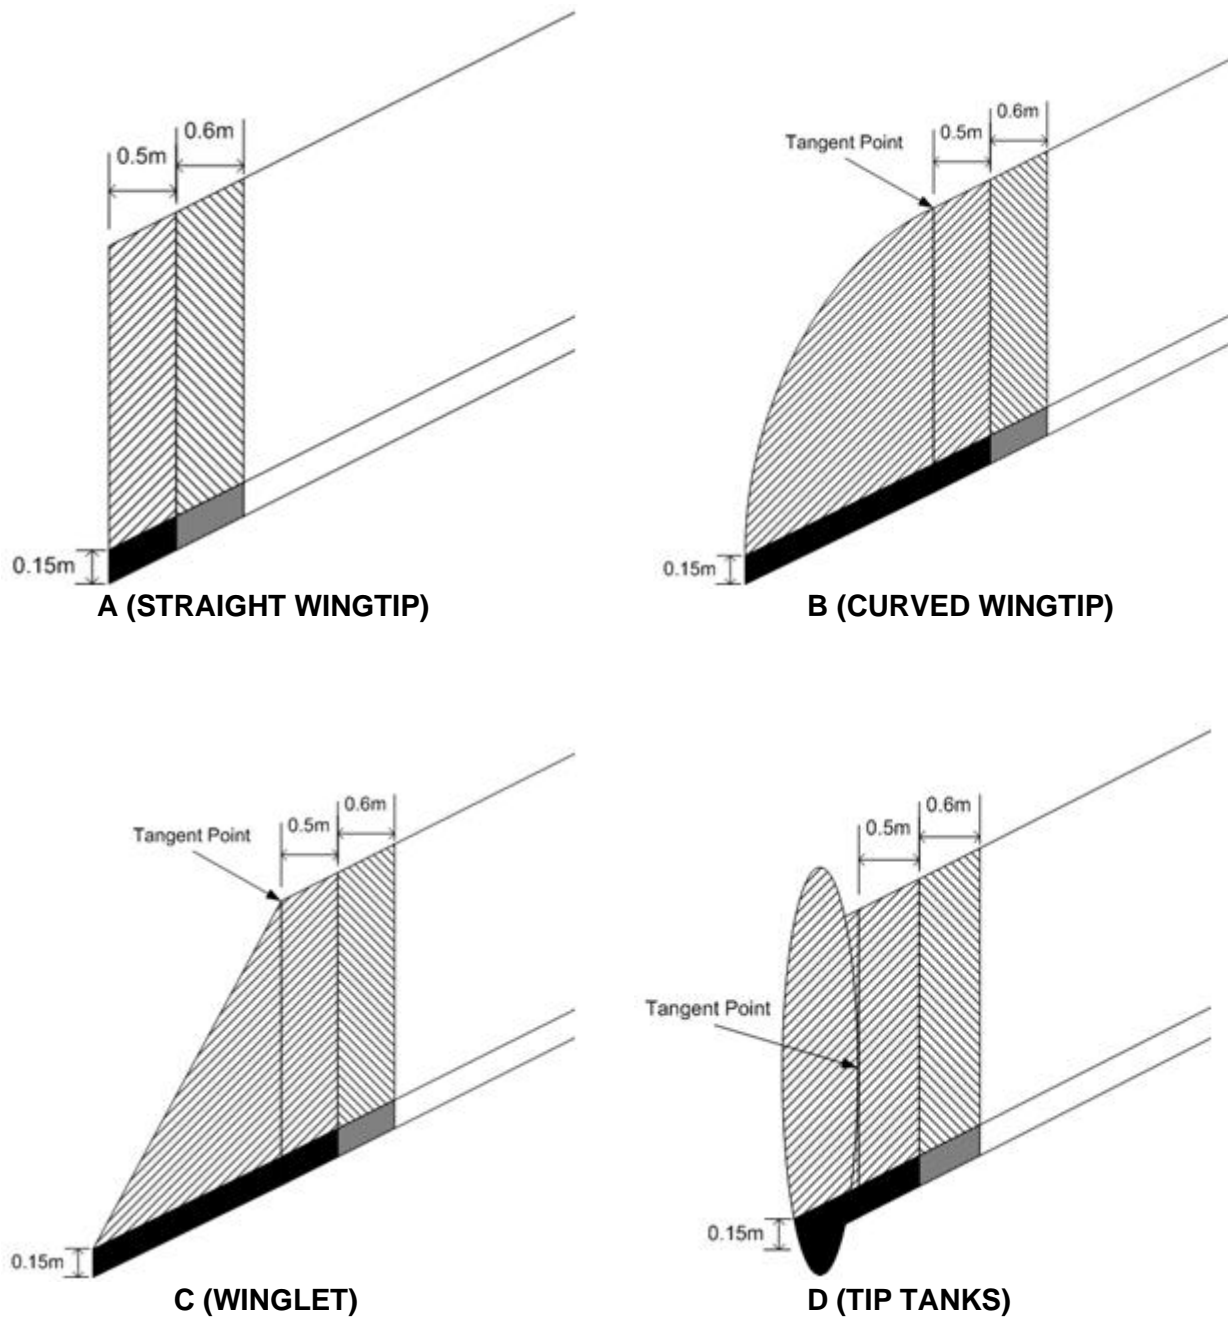 0.6m
0.5m
0.15m
A (STRAIGHT WINGTIP)
0.6m
0.5m
Tangent Point
0.15m
B (CURVED WINGTIP)
0.6m
0.5m
Tangent Point
0.15m
C (WINGLET)
0.6m
0.5m
Tangent Point
0.15m
D (TIP TANKS)